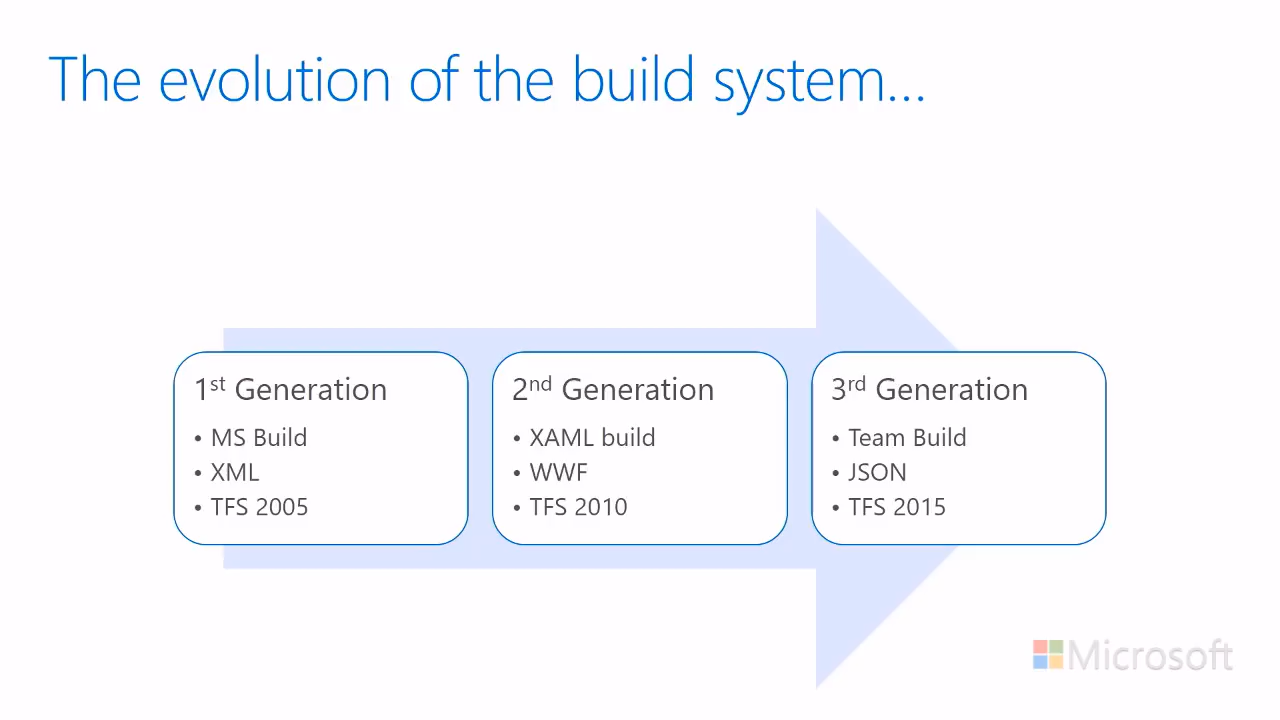 The evolution of the build system...
1st Generation
• MS Build
• XML
• TFS 2005
2nd Generation
• XAML build
• WWF
• TFS 2010
3rd Generation
• Team Build
• JSON
• TFS 2015
Microsoft